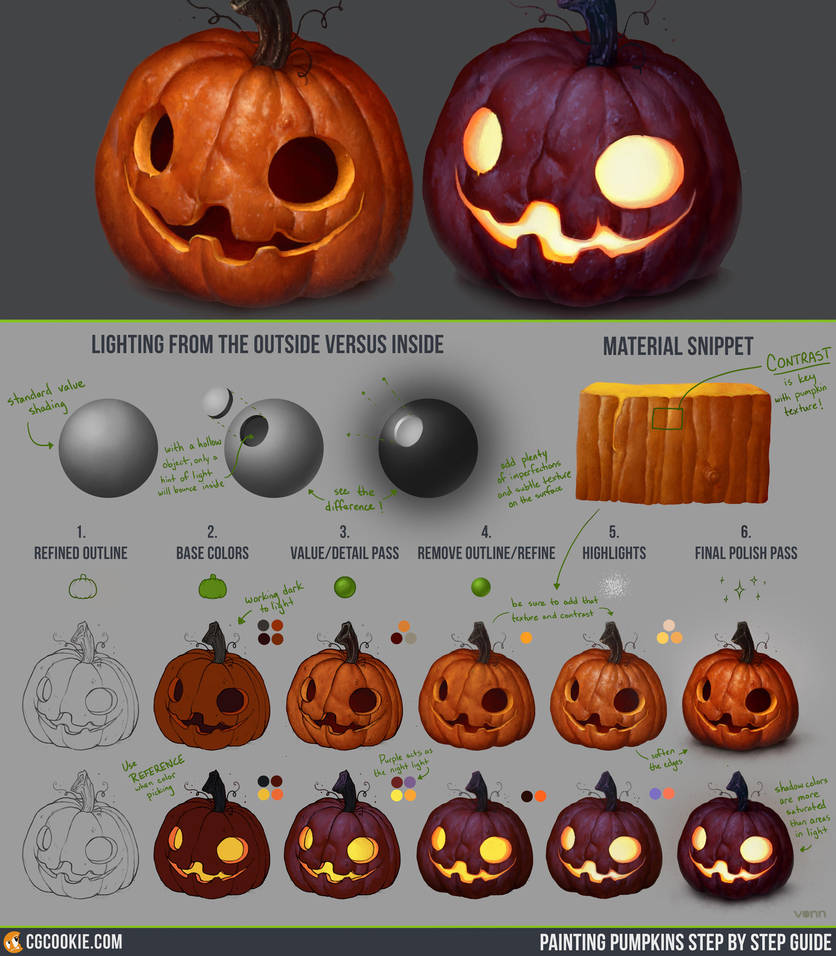 LIGHTING FROM THE OUTSIDE VERSUS INSIDE
MATERIAL SNIPPET
CONTRAST
is key
with pumpkin
texture!
standard value
shading
with a hollow
object, only a
hint of light
will bounce inside
see the
difference!
add plenty
of imperfections
and subtle texture
on the surface
1.
REFINED OUTLINE
2.
BASE COLORS
3.
VALUE/DETAIL PASS
4.
REMOVE OUTLINE/REFINE
5.
HIGHLIGHTS
6.
FINAL POLISH PASS
working dark
to light
be sure to add that
texture and contrast
Use
REFERENCE
when color
picking
Purple acts as
the night light
soften
the edges
shadow colors
are more
saturated
than areas
in light
vonn
CGCOOKIE.COM
PAINTING PUMPKINS STEP BY STEP GUIDE